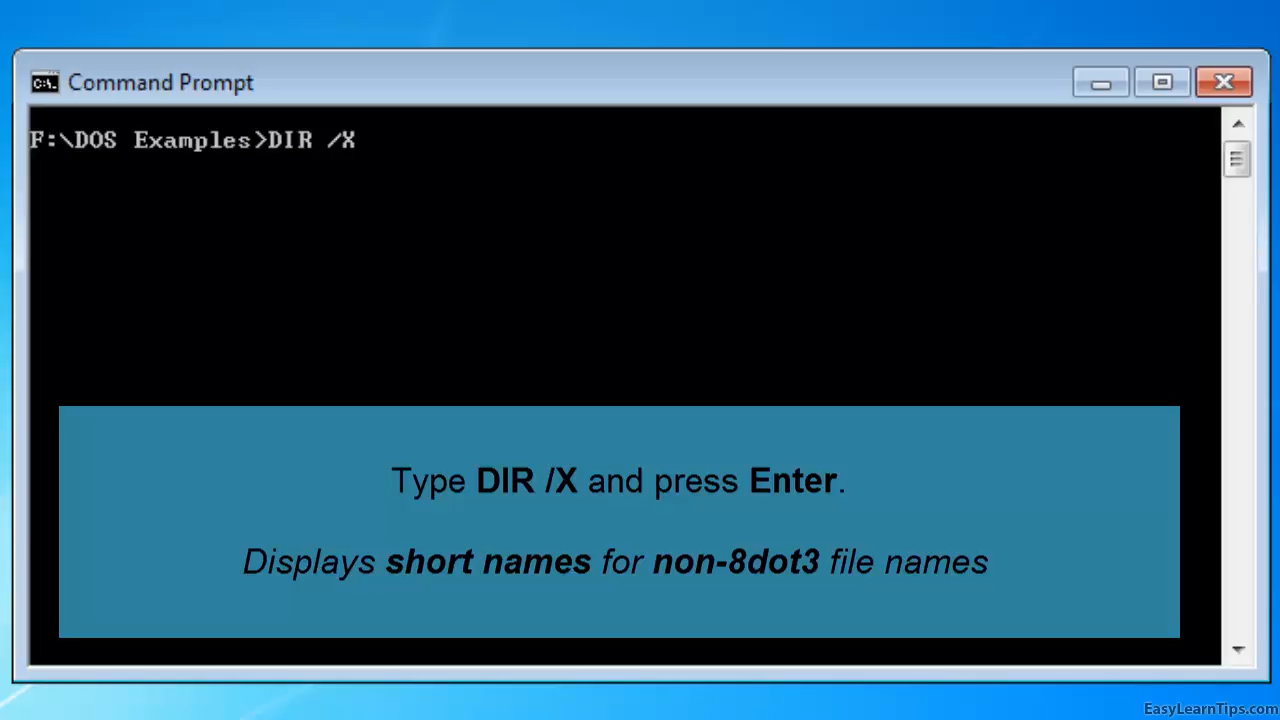 C:\.
Command Prompt
F:\DOS Examples>DIR /X
Type DIR /X and press Enter.
Displays short names for non-8dot3 file names
EasyLearnTips.com